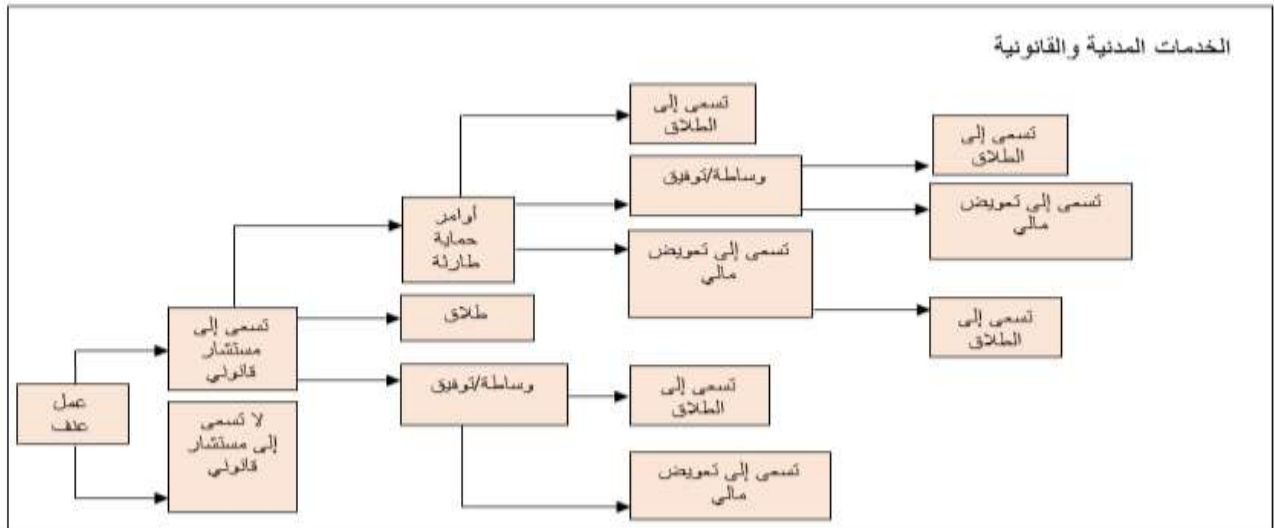 الخدمات المدنية والقانونية
تسعى إلى
الطلاق
تسعى إلى
الطلاق
وساطة/توفيق
تسعى إلى تعويض
مالي
أوامر
حماية
طارئة
تسعى إلى تعويض
مالي
طلاق
تسعى إلى
الطلاق
تسعى إلى
مستشار
قانوني
وساطة/توفيق
تسعى إلى
الطلاق
عمل
عنف
لا تسعى
إلى مستشار
قانوني
تسعى إلى تعويض
مالي